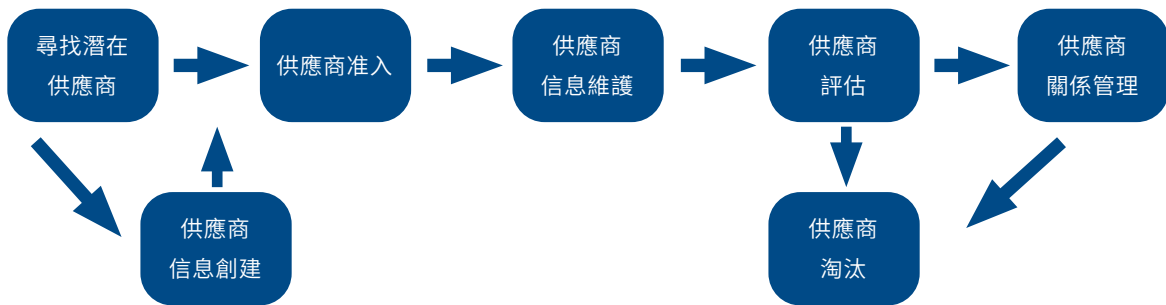 尋找潛在
供應商
供應商准入
供應商
信息維護
供應商
評估
供應商
關係管理
供應商
信息創建
供應商
淘汰